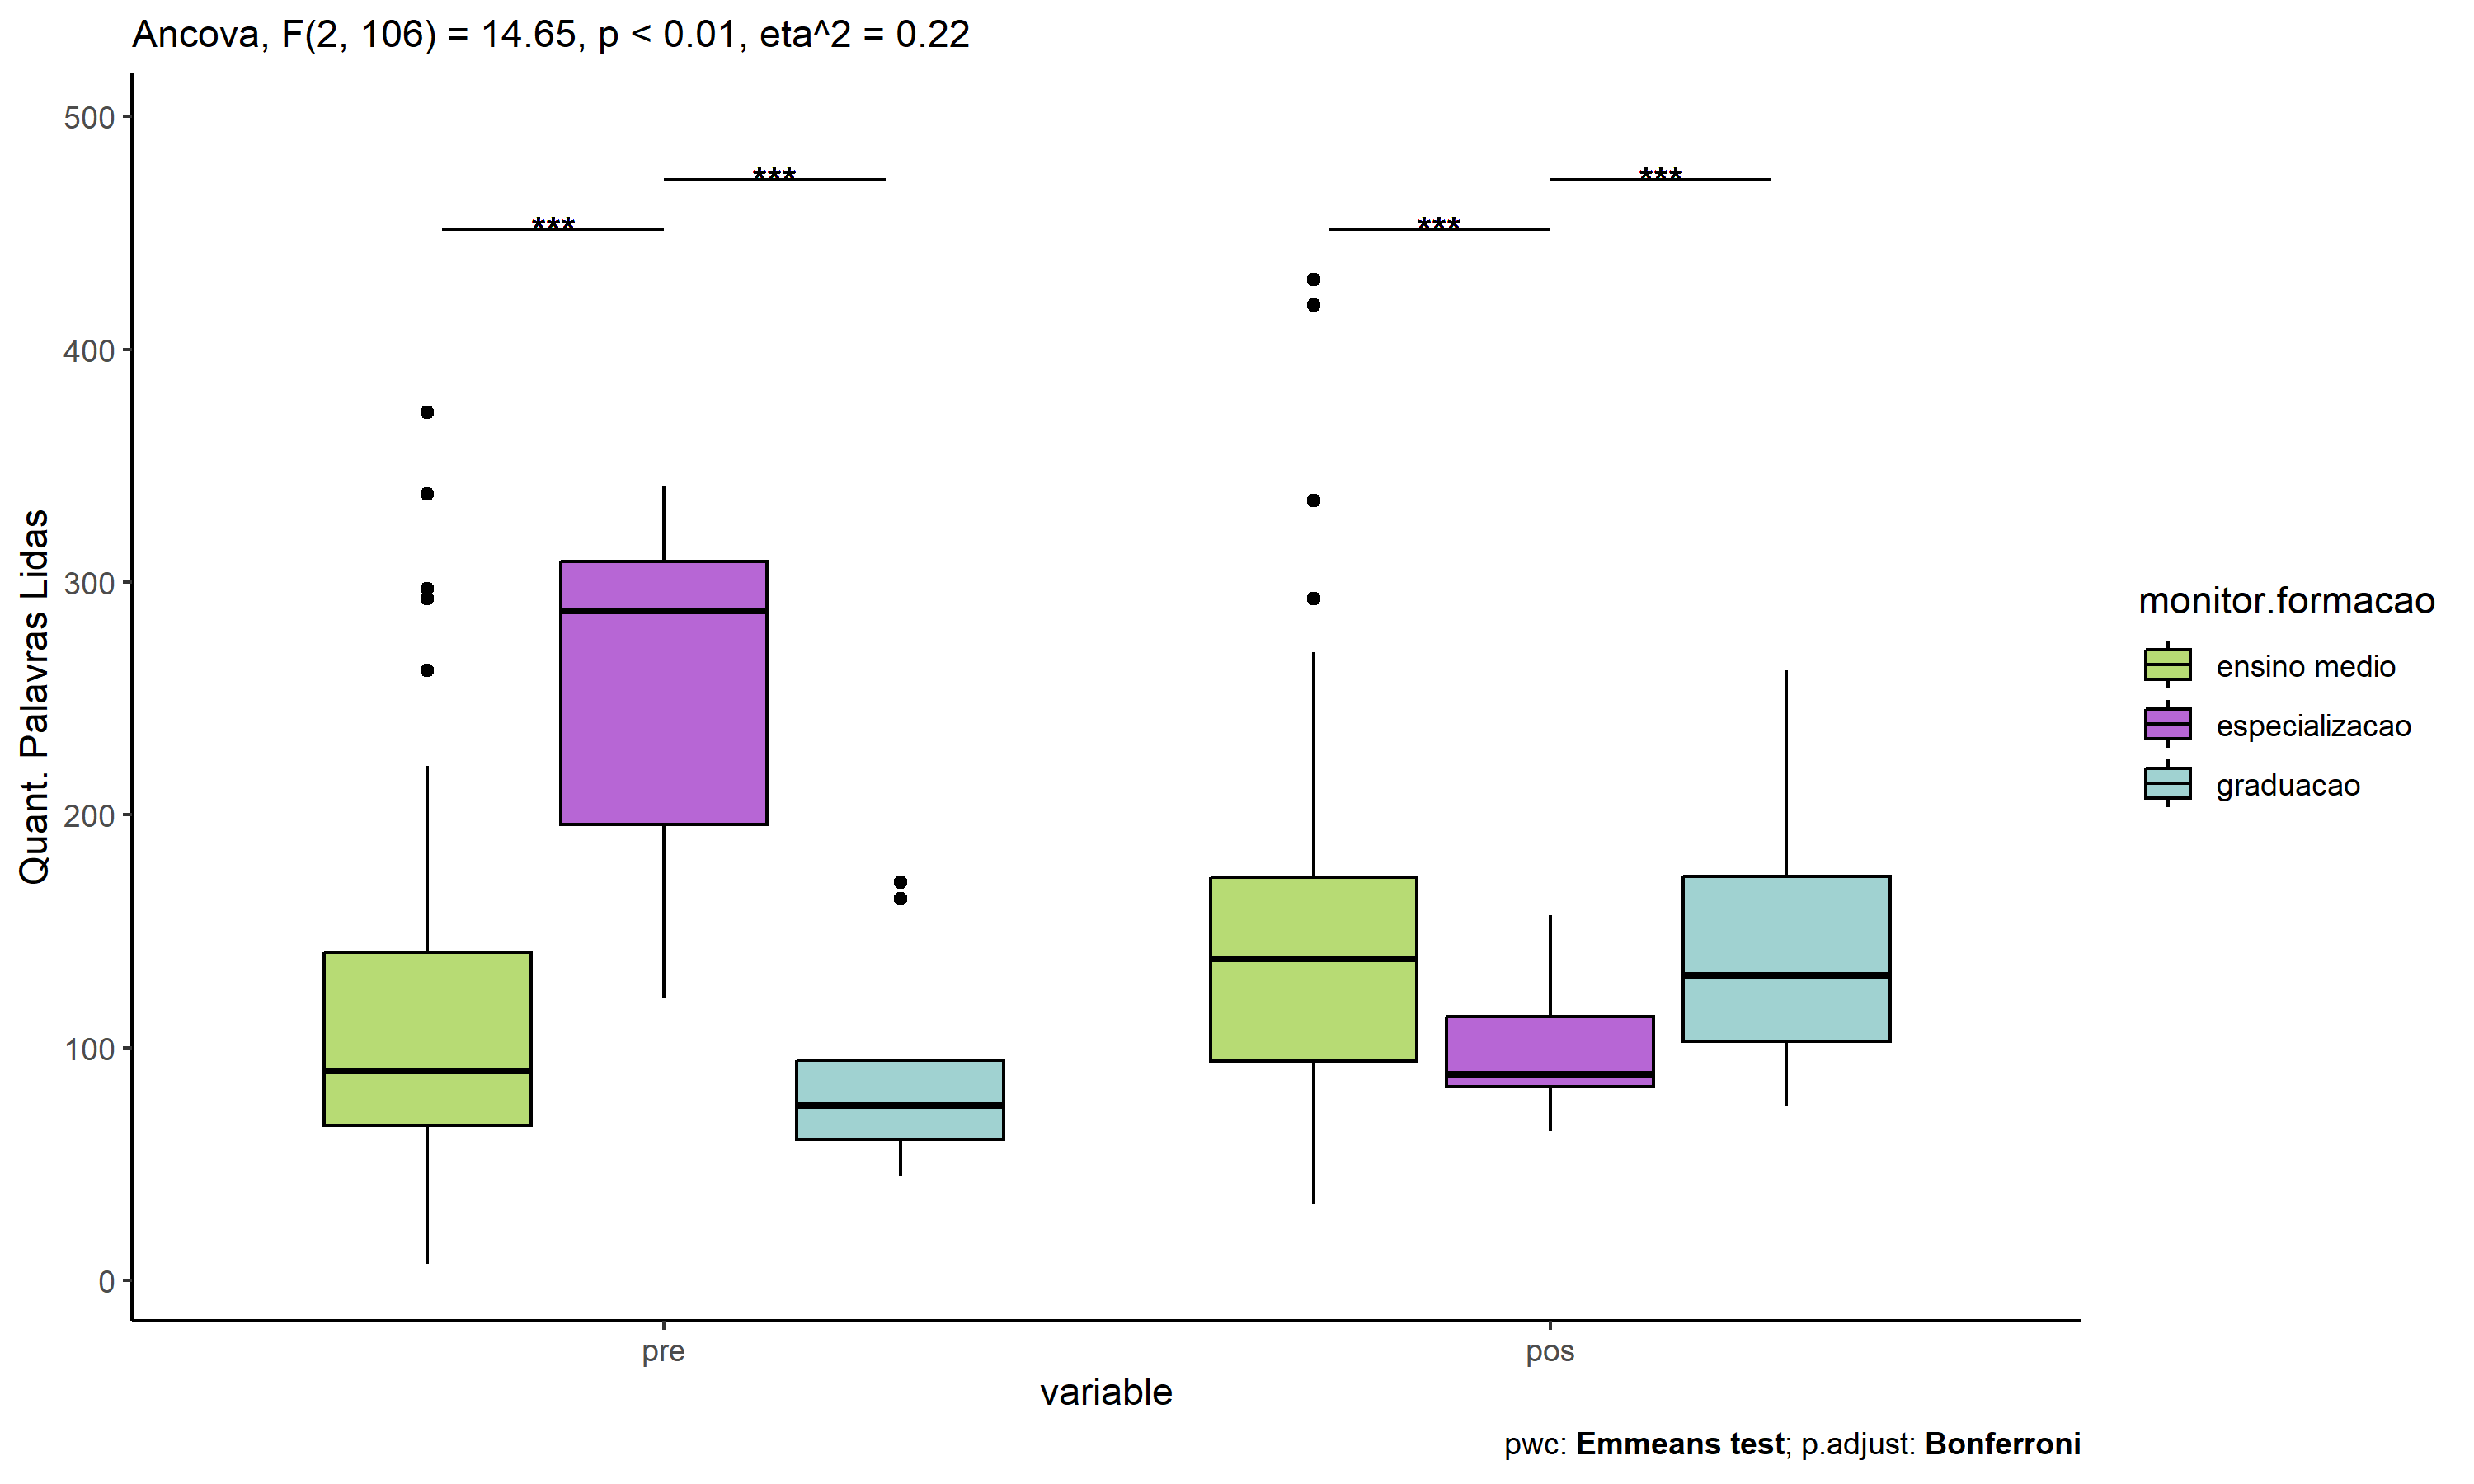 Ancova, F(2, 106) = 14.65, p < 0.01, eta^2 = 0.22
500
400
300
200
100
0
Quant. Palavras Lidas
***
***
***
***
pre
pos
variable
monitor.formacao
ensino medio
especializacao
graduacao
pwc: Emmeans test; p.adjust: Bonferroni